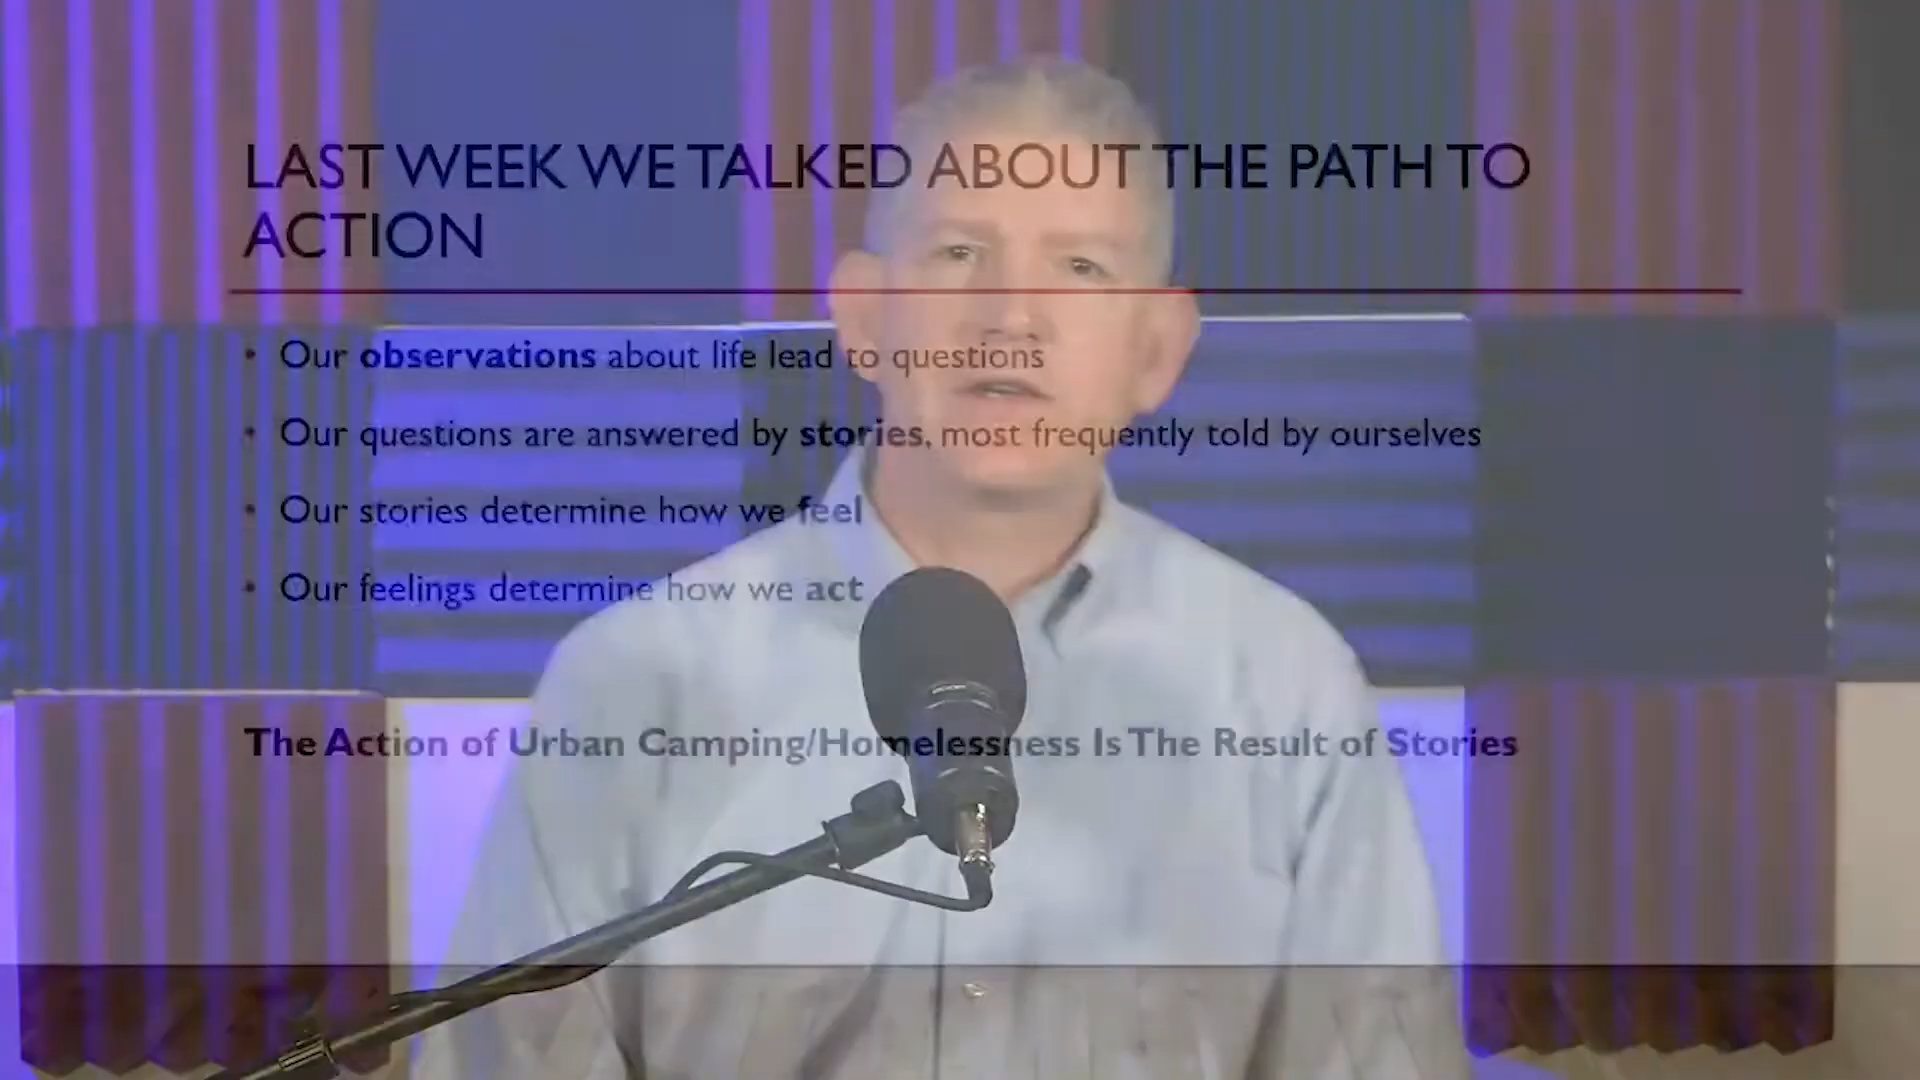 LAST WEEK WE TALKED ABOUT THE PATH TO
ACTION
• Our observations about life lead to questions
• Our questions are answered by stories, most frequently told by ourselves
• Our stories determine how we feel
• Our feelings determine how we act
The Action of Urban Camping/Homelessness Is The Result of Stories